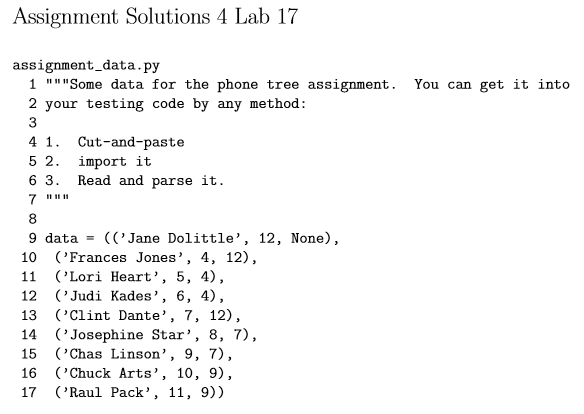 Assignment Solutions 4 Lab 17
assignment_data.py
1 """Some data for the phone tree assignment.  You can get it into
2 your testing code by any method:
3
4 1.  Cut-and-paste
5 2.  import it
6 3.  Read and parse it.
7 """
8
9 data = ((’Jane Dolittle’, 12, None),
10  (’Frances Jones’, 4, 12),
11  (’Lori Heart’, 5, 4),
12  (’Judi Kades’, 6, 4),
13  (’Clint Dante’, 7, 12),
14  (’Josephine Star’, 8, 7),
15  (’Chas Linson’, 9, 7),
16  (’Chuck Arts’, 10, 9),
17  (’Raul Pack’, 11, 9))